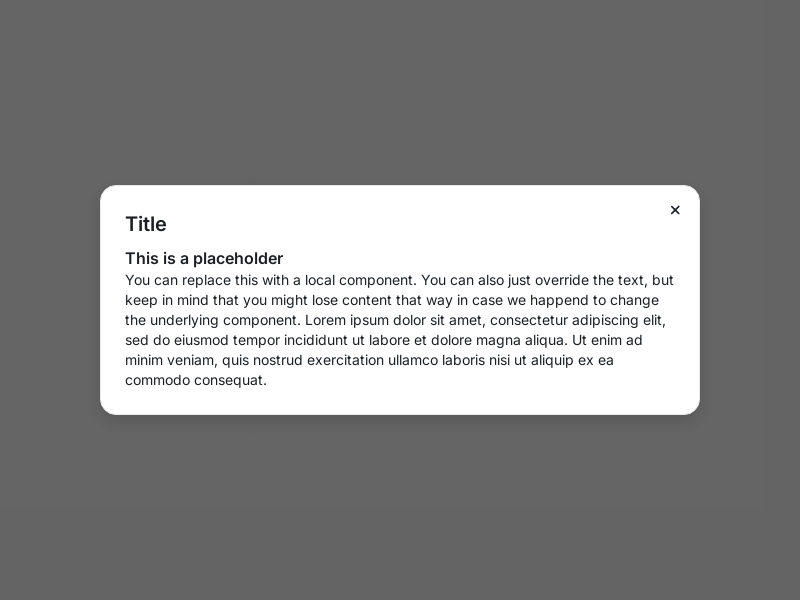 Title
This is a placeholder
You can replace this with a local component. You can also just override the text, but
keep in mind that you might lose content that way in case we happend to change
the underlying component. Lorem ipsum dolor sit amet, consectetur adipiscing elit,
sed do eiusmod tempor incididunt ut labore et dolore magna aliqua. Ut enim ad
minim veniam, quis nostrud exercitation ullamco laboris nisi ut aliquip ex ea
commodo consequat.